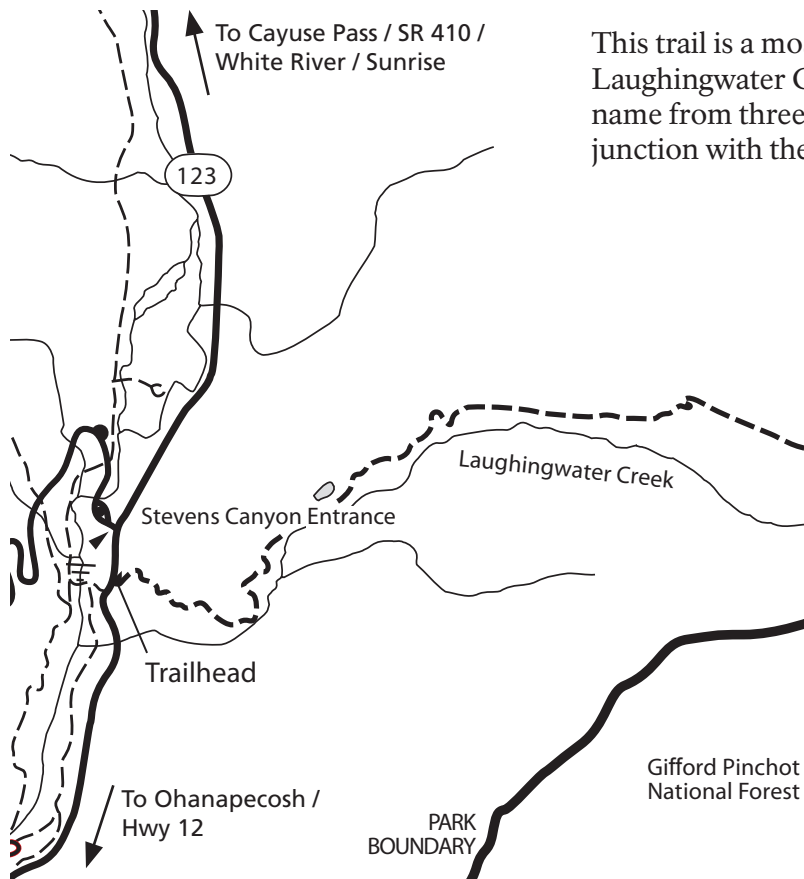 To Cayuse Pass / SR 410 /
White River / Sunrise
This trail is a mo
Laughingwater
name from three
junction with the
123
Laughingwater Creek
Stevens Canyon Entrance
Trailhead
To Ohanapecosh /
Hwy 12
PARK
BOUNDARY
Gifford Pinchot
National Forest